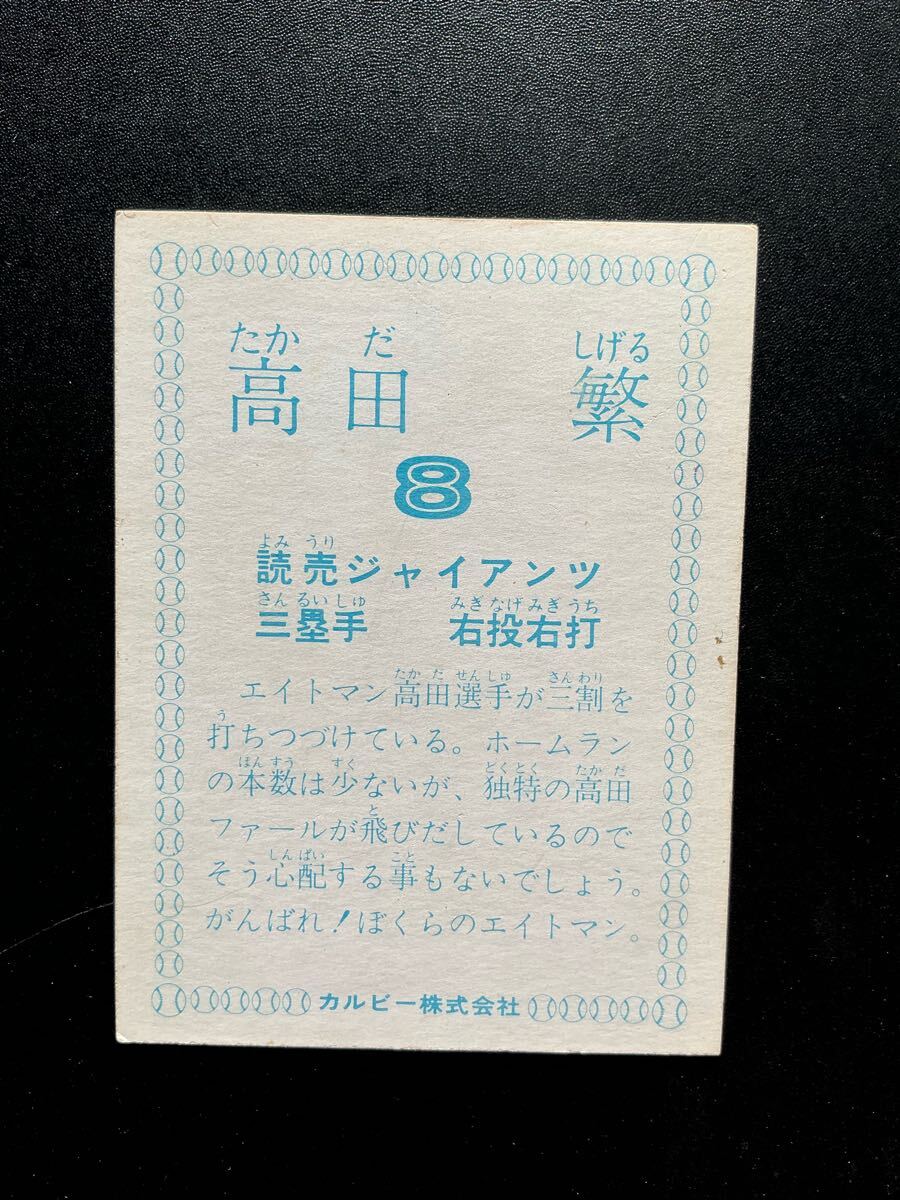 たか だ しげる
高田 繁
8
よみ うり
読売ジャイアンツ
さん るい しゅ みぎ なげ みぎ うち
三塁手 右投右打
たか だ せん しゅ さん わり
エイトマン高田選手が三割を
う
打ちつづけている。ホームラン
ほん すう すく どく とく たか だ
の本数は少ないが、独特の高田
と
ファールが飛びだしているので
しん ぱい こと
そう心配する事もないでしょう。
がんばれ!ぼくらのエイトマン。
カルビー株式会社